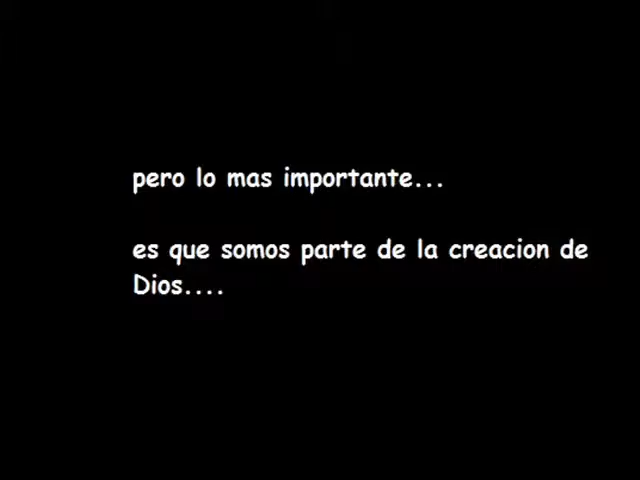 pero lo mas importante...
es que somos parte de la creacion de
Dios....